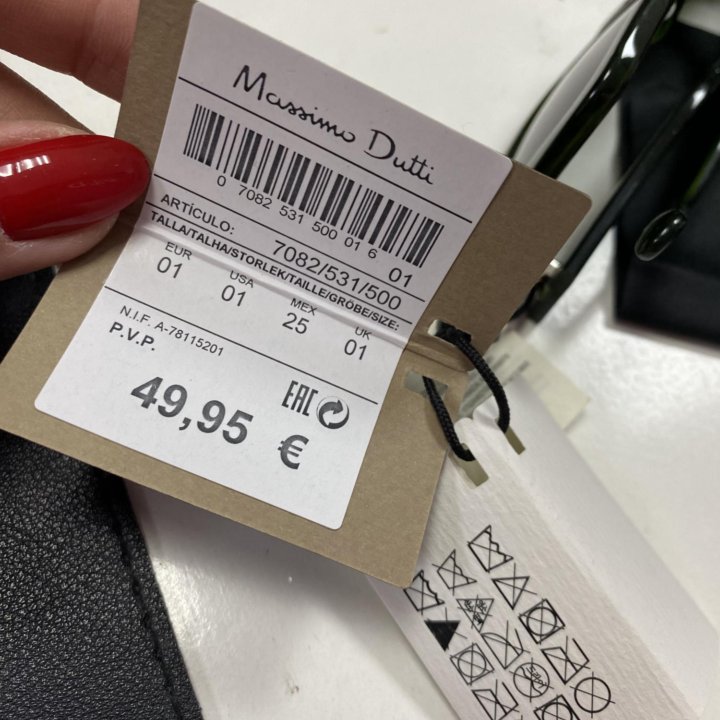 Massimo Dutti
0 7082 531 500 01 6
01
ARTÍCULO: 7082/531/500
TALLA/TALHA/STORLEK/TAILLE/GRÖBE/SIZE:
EUR USA MEX UK
01 01 25 01
N.I.F. A-78115201
P.V.P.
EAC
49,95 €